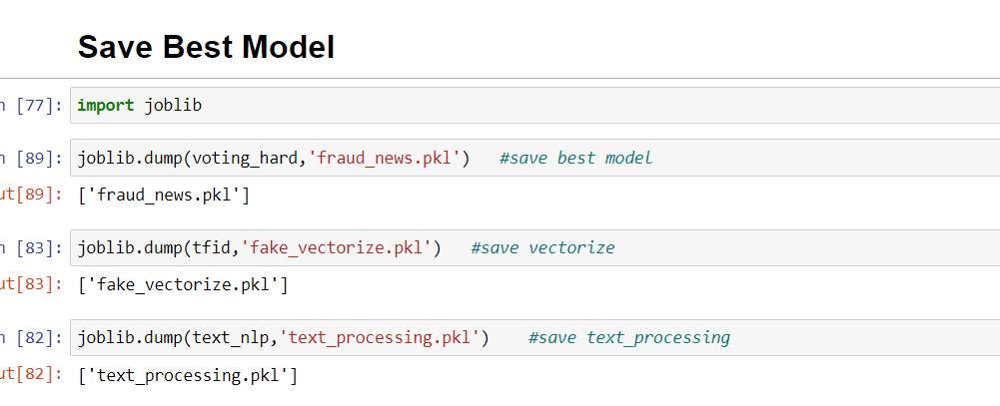 Save Best Model
n [77]: import joblib
n [89]: joblib.dump(voting_hard,'fraud_news.pkl') #save best model
ut[89]: ['fraud_news.pkl']
n [83]: joblib.dump(tfid,'fake_vectorize.pkl') #save vectorize
ut[83]: ['fake_vectorize.pkl']
n [82]: joblib.dump(text_nlp,'text_processing.pkl') #save text_processing
ut[82]: ['text_processing.pkl']